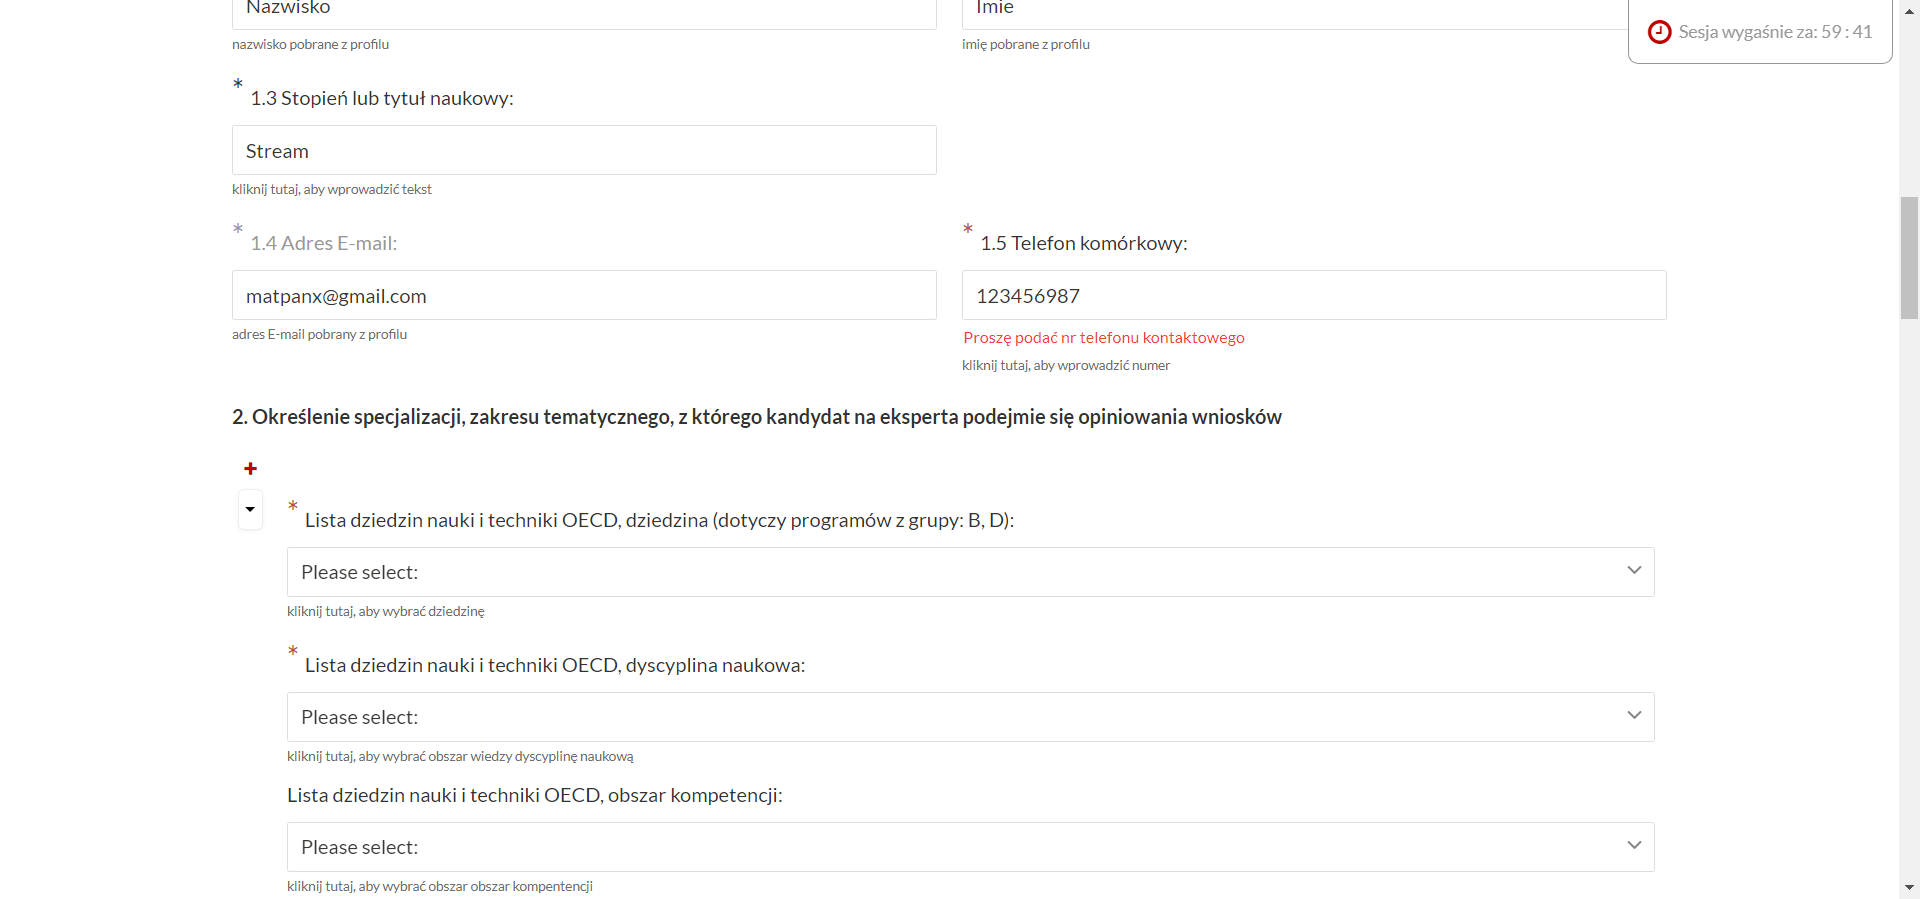 Nazwisko
Imie
Sesja wygaśnie za: 59 : 41
nazwisko pobrane z profilu
imię pobrane z profilu
* 1.3 Stopień lub tytuł naukowy:
Stream
kliknij tutaj, aby wprowadzić tekst
* 1.4 Adres E-mail:
* 1.5 Telefon komórkowy:
matpanx@gmail.com
123456987
adres E-mail pobrany z profilu
Proszę podać nr telefonu kontaktowego
kliknij tutaj, aby wprowadzić numer
2. Określenie specjalizacji, zakresu tematycznego, z którego kandydat na eksperta podejmie się opiniowania wniosków
* Lista dziedzin nauki i techniki OECD, dziedzina (dotyczy programów z grupy: B, D):
Please select:
kliknij tutaj, aby wybrać dziedzinę
* Lista dziedzin nauki i techniki OECD, dyscyplina naukowa:
Please select:
kliknij tutaj, aby wybrać obszar wiedzy dyscyplinę naukową
Lista dziedzin nauki i techniki OECD, obszar kompetencji:
Please select:
kliknij tutaj, aby wybrać obszar obszar kompentencji